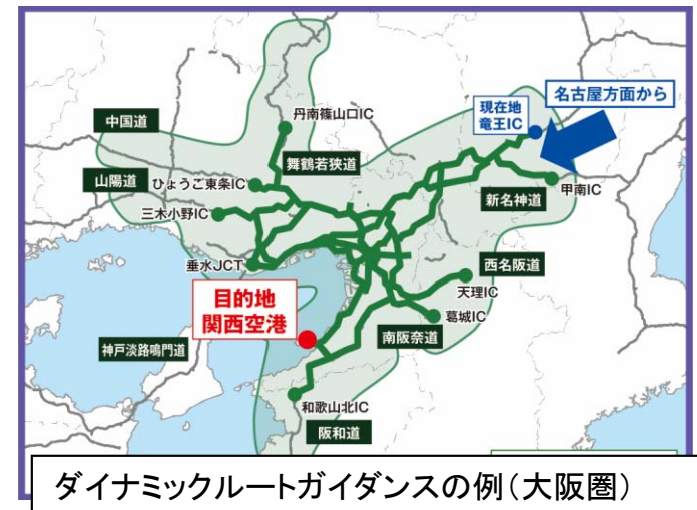 中国道
丹南篠山口IC
現在地
竜王IC
名古屋方面から
舞鶴若狭道
山陽道
ひょうご東条IC
甲南IC
新名神道
三木小野IC
垂水JCT
西名阪道
天理IC
目的地
関西空港
葛城IC
南阪奈道
神戸淡路鳴門道
和歌山北IC
阪和道
ダイナミックルートガイダンスの例(大阪圏)